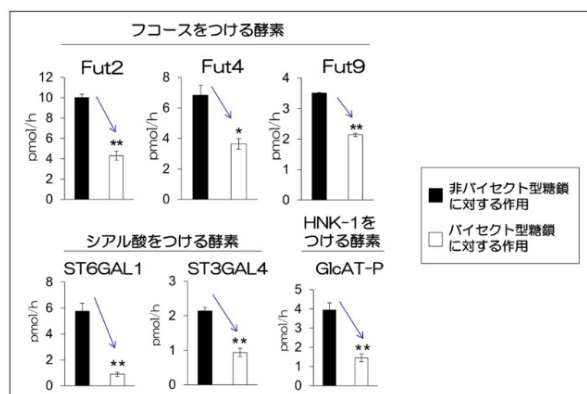 フコースをつける酵素
Fut2
Fut4
Fut9
pmol/h
12
10
8
6
4
2
0
**
8
6
4
2
0
*
4
3
2
1
0
**
シアル酸をつける酵素
HNK-1を
つける酵素
ST6GAL1
ST3GAL4
GlcAT-P
pmol/h
8
6
4
2
0
**
3
2
1
0
**
pmol/h
5
4
3
2
1
0
**
非バイセクト型糖鎖
に対する作用
バイセクト型糖鎖
に対する作用